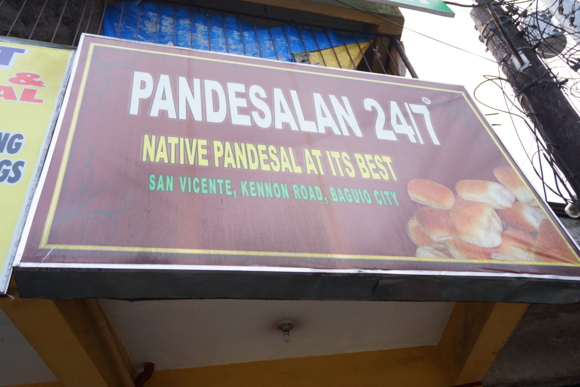 PANDESALAN 24/7
NATIVE PANDESAL AT ITS BEST
SAN VICENTE, KENNON ROAD, BAGUIO CITY
&